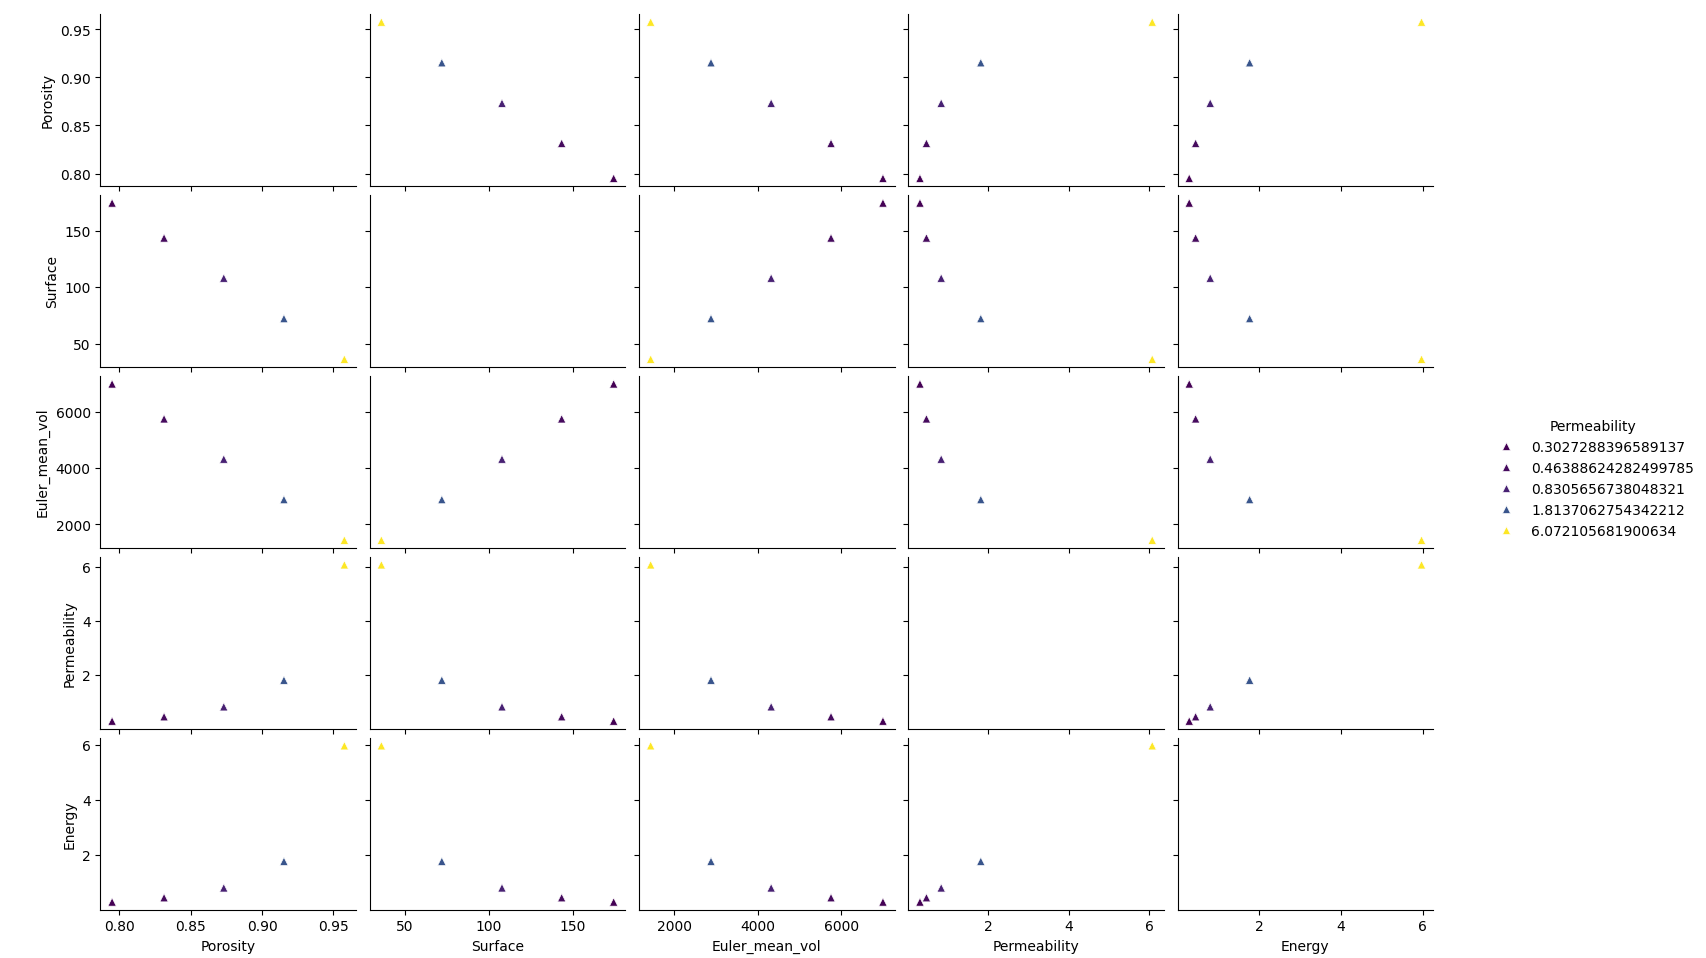 0.95
0.90
0.85
0.80
Porosity
150
100
50
Surface
6000
4000
2000
Euler_mean_vol
6
4
2
Permeability
6
4
2
Energy
0.80 0.85 0.90 0.95
Porosity
50 100 150
Surface
2000 4000 6000
Euler_mean_vol
2 4 6
Permeability
2 4 6
Energy
Permeability
0.3027288396589137
0.46388624282499785
0.8305656738048321
1.8137062754342212
6.072105681900634